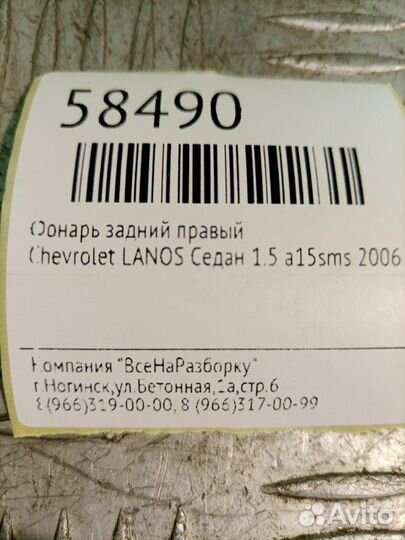 58490
Фонарь задний правый
Chevrolet LANOS Седан 1.5 a15sms 2006
Компания "ВсеНаРазборку"
г.Ногинск,ул.Бетонная,1а,стр.6
8(966)319-00-00, 8 (966)317-00-99
Avito